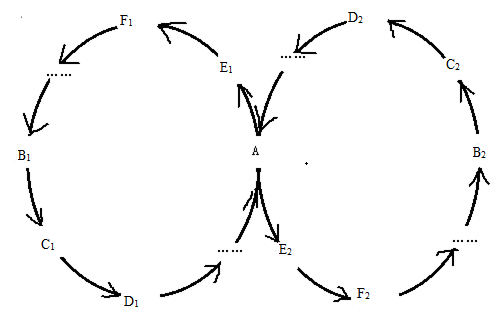 F1
D2
……
E1
……
C2
B1
A
B2
C1
……
E2
……
D1
F2